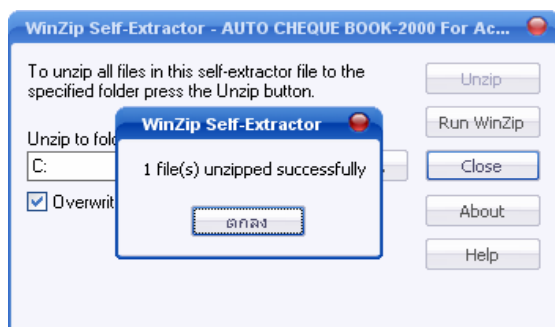 WinZip Self-Extractor - AUTO CHEQUE BOOK-2000 For Ac...
To unzip all files in this self-extractor file to the
specified folder press the Unzip button.
Unzip
Run WinZip
Unzip to fold
C:
Close
Overwrit
About
Help
WinZip Self-Extractor
1 file(s) unzipped successfully
ตกลง